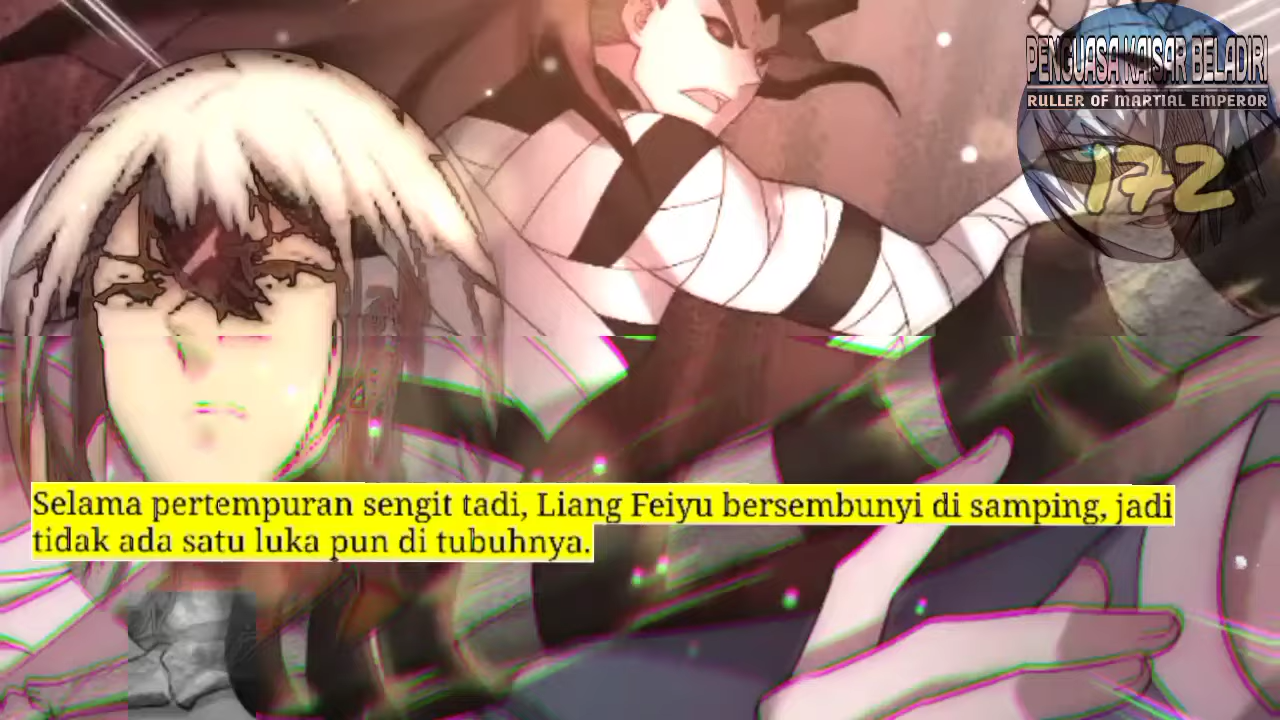 PENGUASA KAISAR BELADIRI
RULLER OF MARTIAL EMPEROR
172
Selama pertempuran sengit tadi, Liang Feiyu bersembunyi di samping, jadi
tidak ada satu luka pun di tubuhnya.